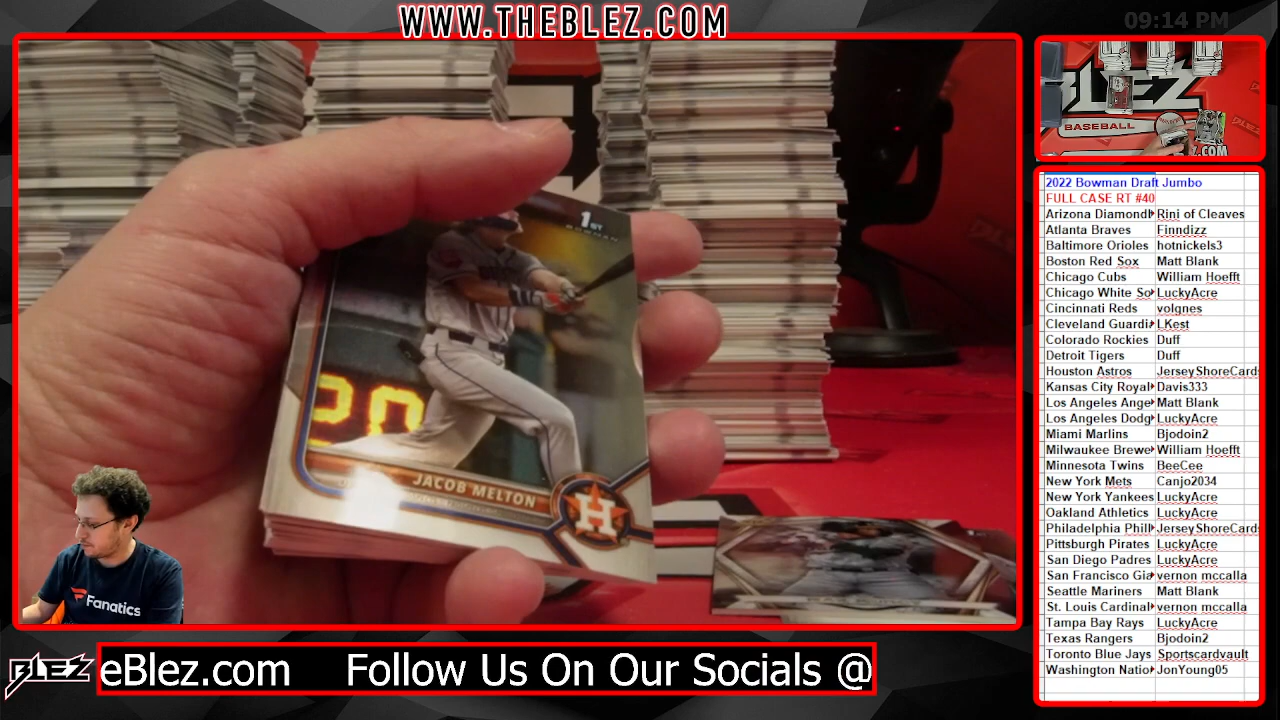 WWW.THEBLEZ.COM
09:14 PM
BLEZ
BASEBALL
Z.COM
2022 Bowman Draft Jumbo
FULL CASE RT #40
Arizona Diamondb Rini of Cleaves
Atlanta Braves Finndizz
Baltimore Orioles hotnickels3
Boston Red Sox Matt Blank
Chicago Cubs William Hoefft
Chicago White So LuckyAcre
Cincinnati Reds volgnes
Cleveland Guardi LKest
Colorado Rockies Duff
Detroit Tigers Duff
Houston Astros JerseyShoreCards
Kansas City Royal Davis333
Los Angeles Ange Matt Blank
Los Angeles Dodg LuckyAcre
Miami Marlins Bjodoin2
Milwaukee Brewe William Hoefft
Minnesota Twins BeeCee
New York Mets Canjo2034
New York Yankees LuckyAcre
Oakland Athletics LuckyAcre
Philadelphia Phill JerseyShoreCards
Pittsburgh Pirates LuckyAcre
San Diego Padres LuckyAcre
San Francisco Gia vernon mccalla
Seattle Mariners Matt Blank
St. Louis Cardinal vernon mccalla
Tampa Bay Rays LuckyAcre
Texas Rangers Bjodoin2
Toronto Blue Jays Sportscardvault
Washington Natio JonYoung05
1ST
BOWMAN
20
JACOB MELTON
H
Fanatics
BLEZ
eBlez.com Follow Us On Our Socials @